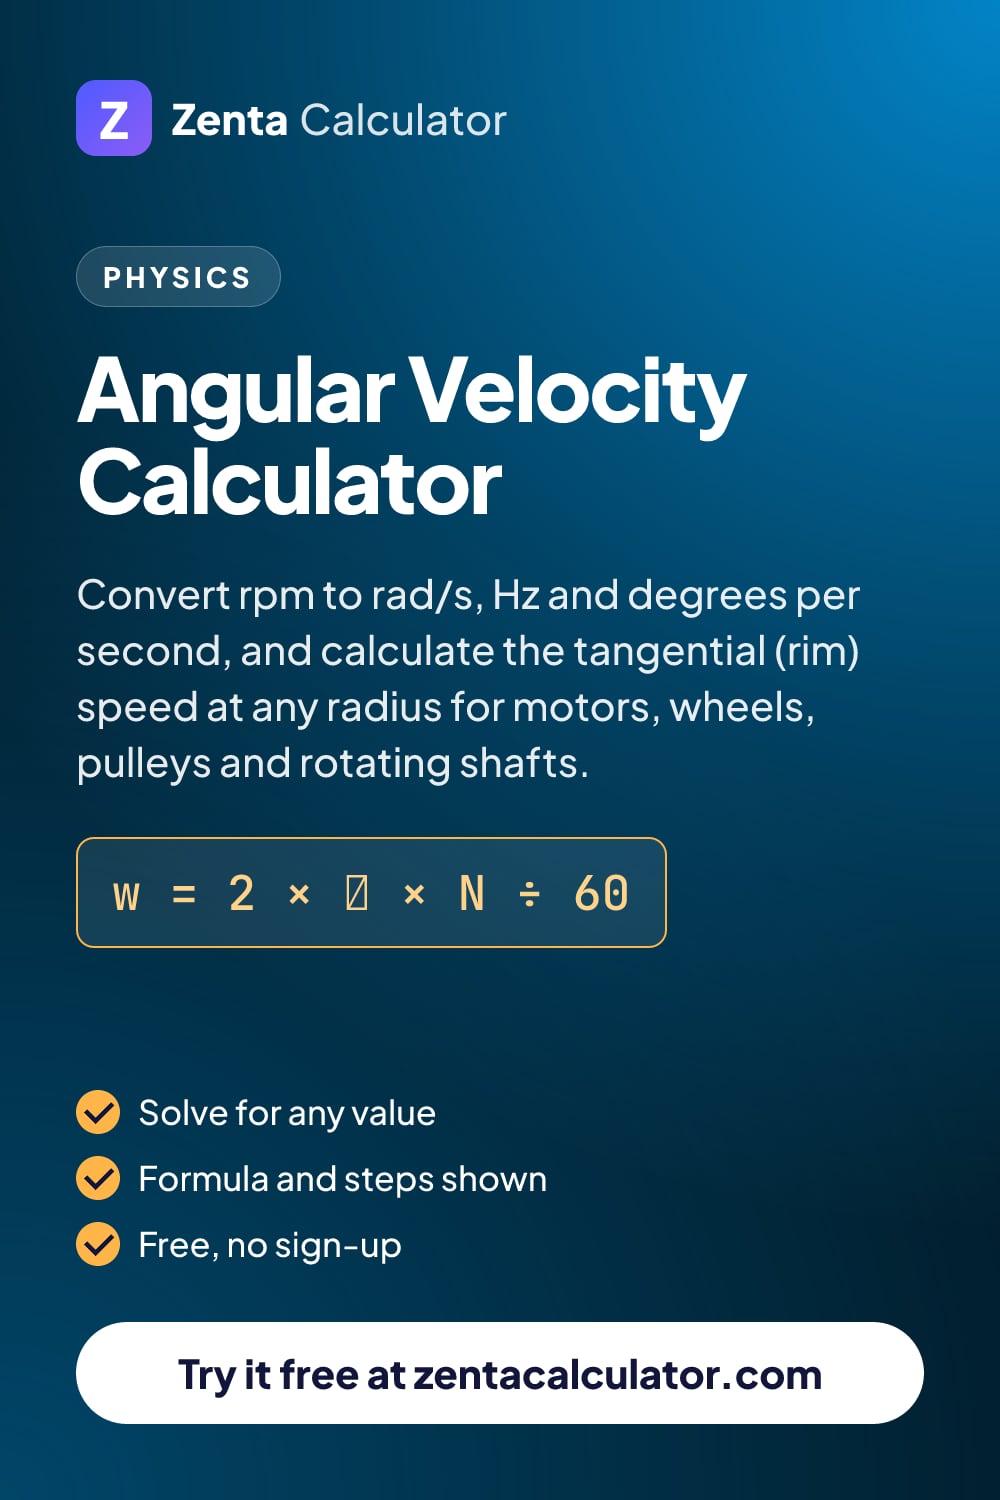 Z Zenta Calculator
PHYSICS
Angular Velocity
Calculator
Convert rpm to rad/s, Hz and degrees per
second, and calculate the tangential (rim)
speed at any radius for motors, wheels,
pulleys and rotating shafts.
w = 2 × × N ÷ 60
Solve for any value
Formula and steps shown
Free, no sign-up
Try it free at zentacalculator.com